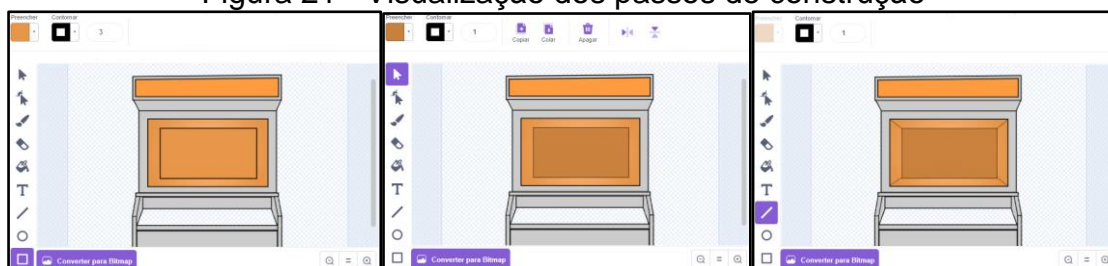 Figura 21 - Visualização dos passos de construção
Preencher Contornar
3
T
Converter para Bitmap
=
Preencher Contornar
1
Copiar Colar Apagar
T
Converter para Bitmap
=
Preencher Contornar
1
T
Converter para Bitmap
=